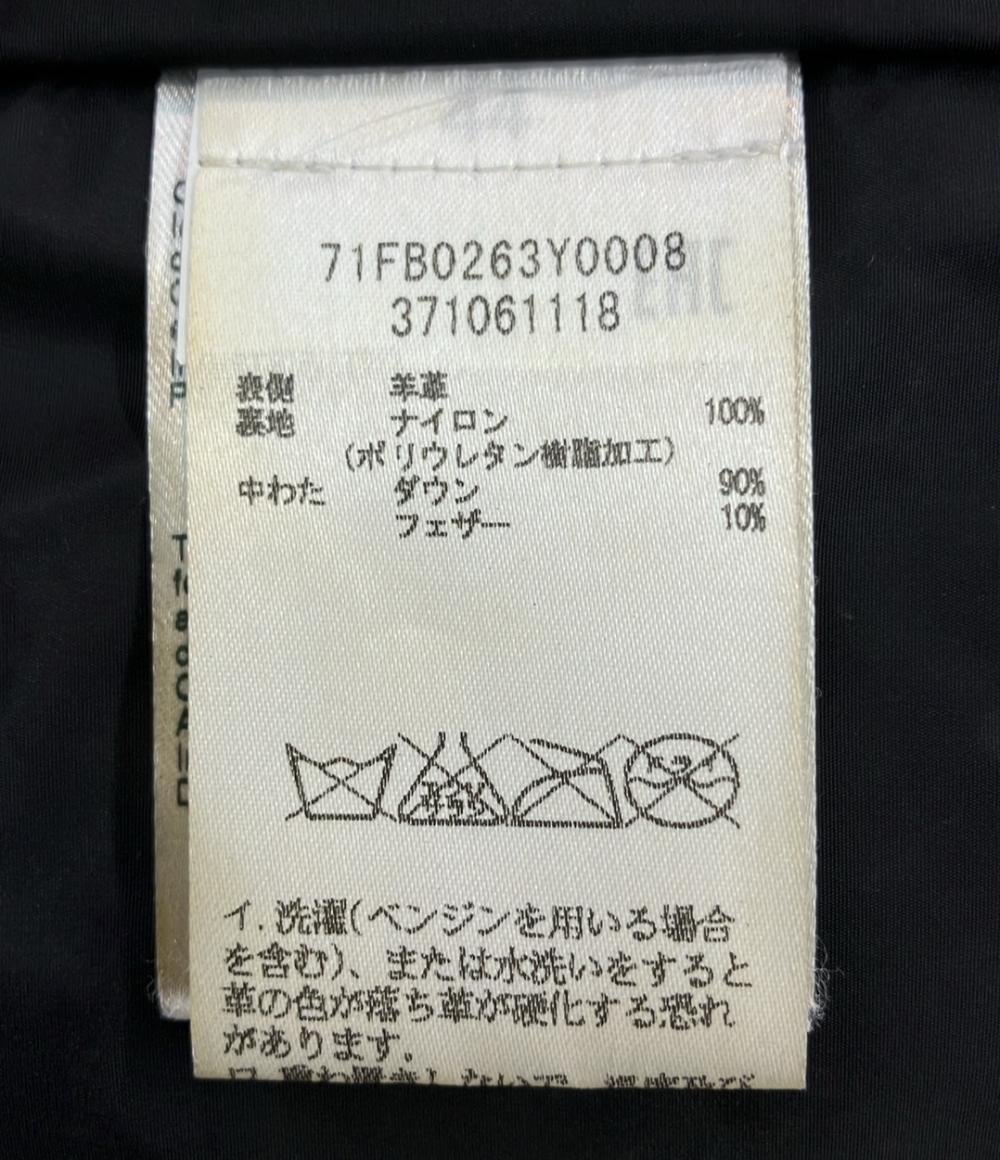 44
71FB0263Y0008
371061118
表側 羊革
裏地 ナイロン 100%
(ポリウレタン樹脂加工)
中わた ダウン 90%
フェザー 10%
イ.洗濯(ベンジンを用いる場合
を含む)、または水洗いをすると
革の色が落ち革が硬化する恐れ
があります.